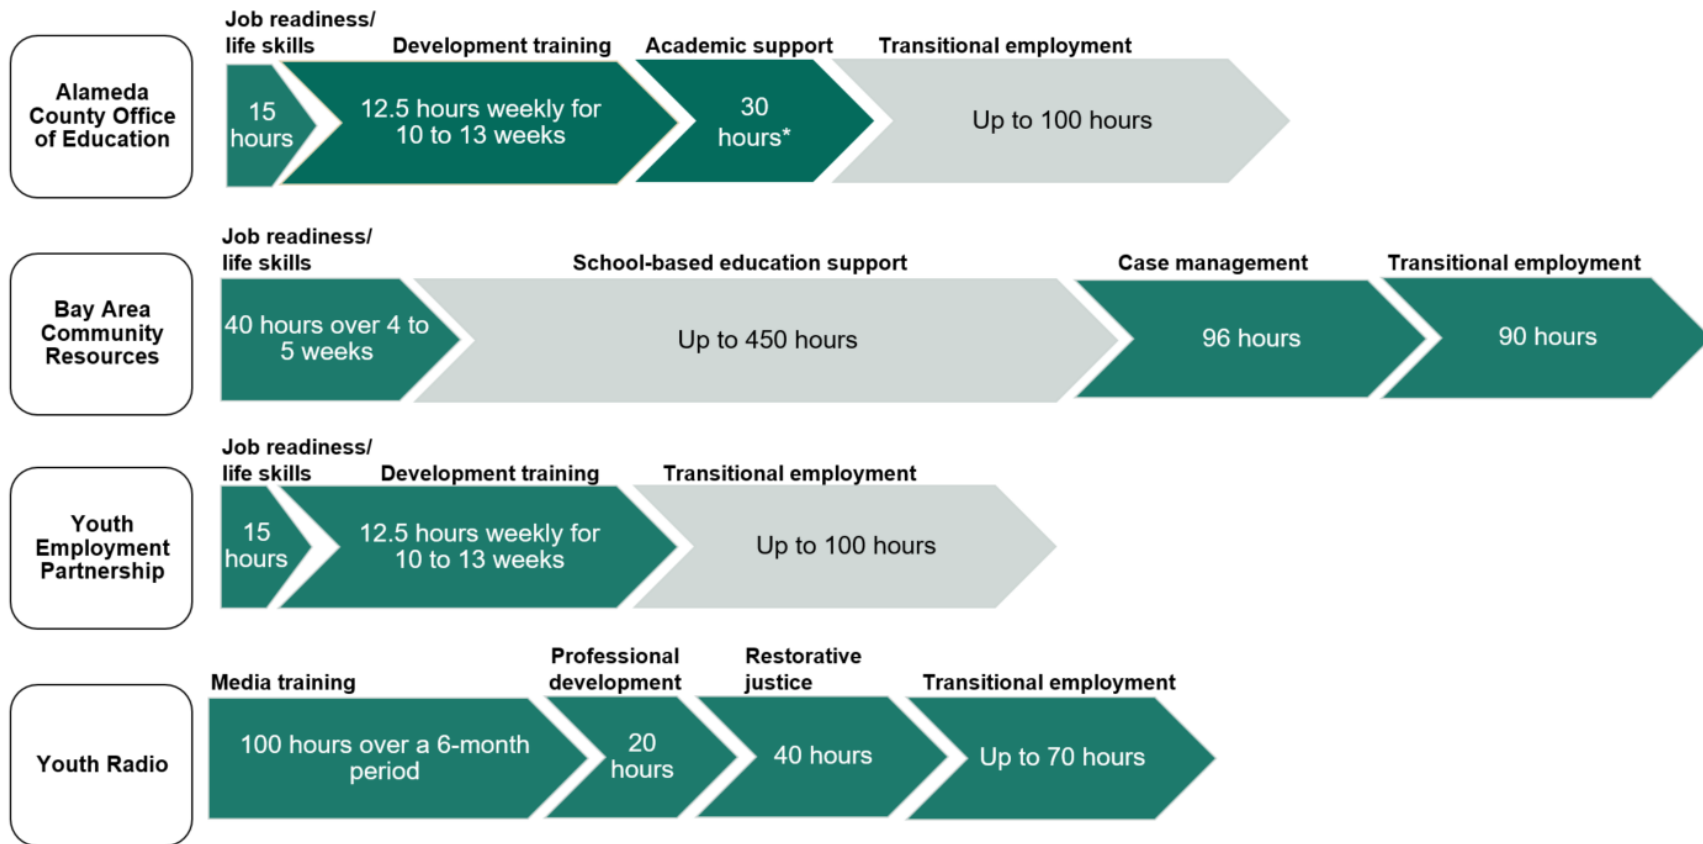 Alameda
County Office
of Education
Job readiness/
life skills
15
hours
Development training
12.5 hours weekly for
10 to 13 weeks
Academic support
30
hours*
Transitional employment
Up to 100 hours
Bay Area
Community
Resources
Job readiness/
life skills
40 hours over 4 to
5 weeks
School-based education support
Up to 450 hours
Case management
96 hours
Transitional employment
90 hours
Youth
Employment
Partnership
Job readiness/
life skills
15
hours
Development training
12.5 hours weekly for
10 to 13 weeks
Transitional employment
Up to 100 hours
Youth Radio
Media training
100 hours over a 6-month
period
Professional
development
20
hours
Restorative
justice
40 hours
Transitional employment
Up to 70 hours